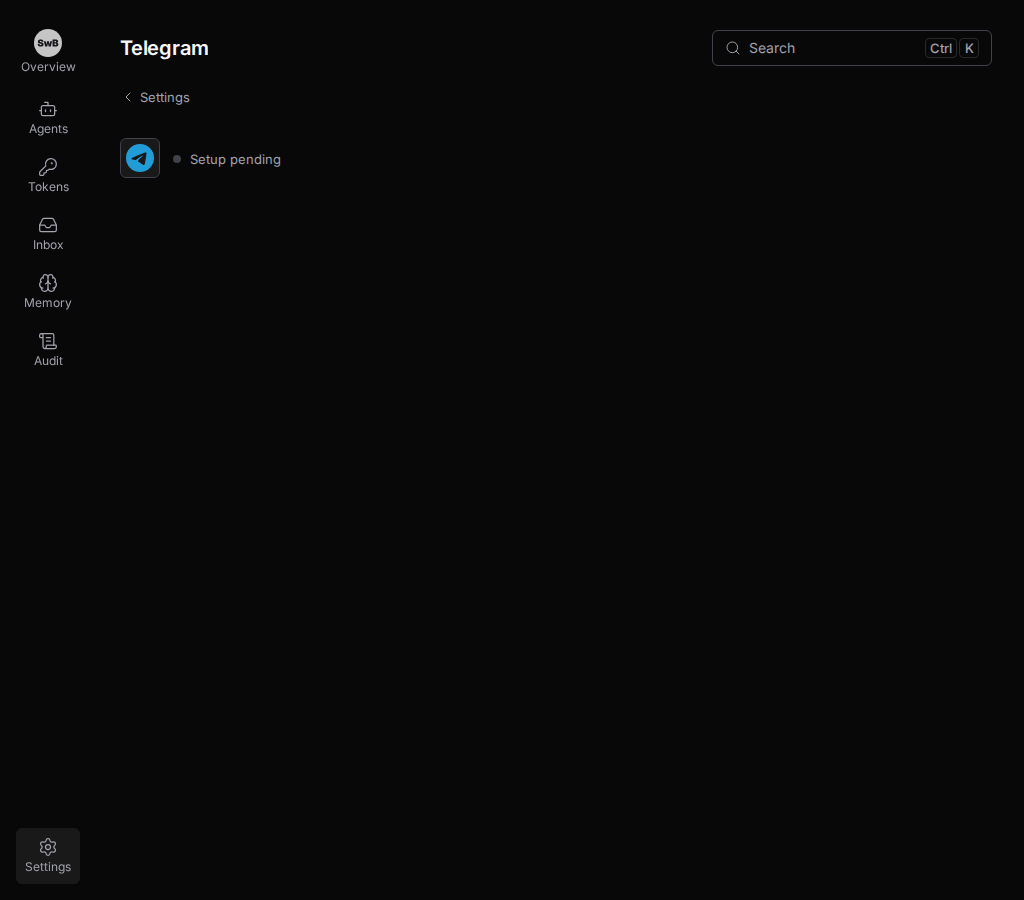 SwB
Overview
Agents
Tokens
Inbox
Memory
Audit
Settings
Telegram
Search
Ctrl K
Settings
Setup pending